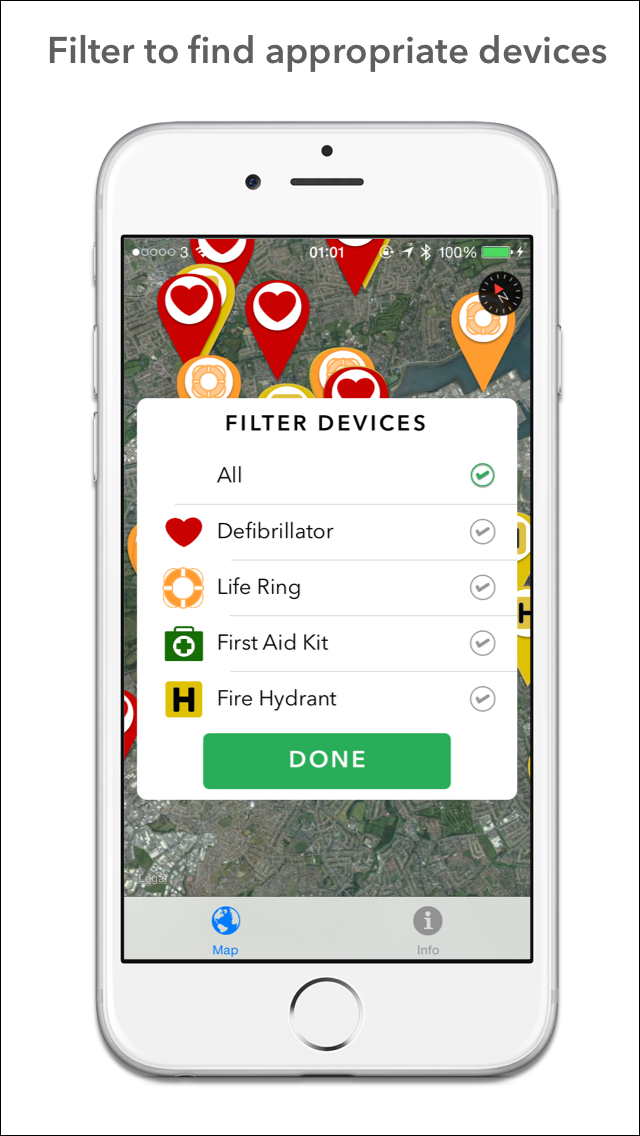 Filter to find appropriate devices
3 01:01 100%
N
FILTER DEVICES
All
Defibrillator
Life Ring
First Aid Kit
H Fire Hydrant
H
DONE
Legal
Map Info